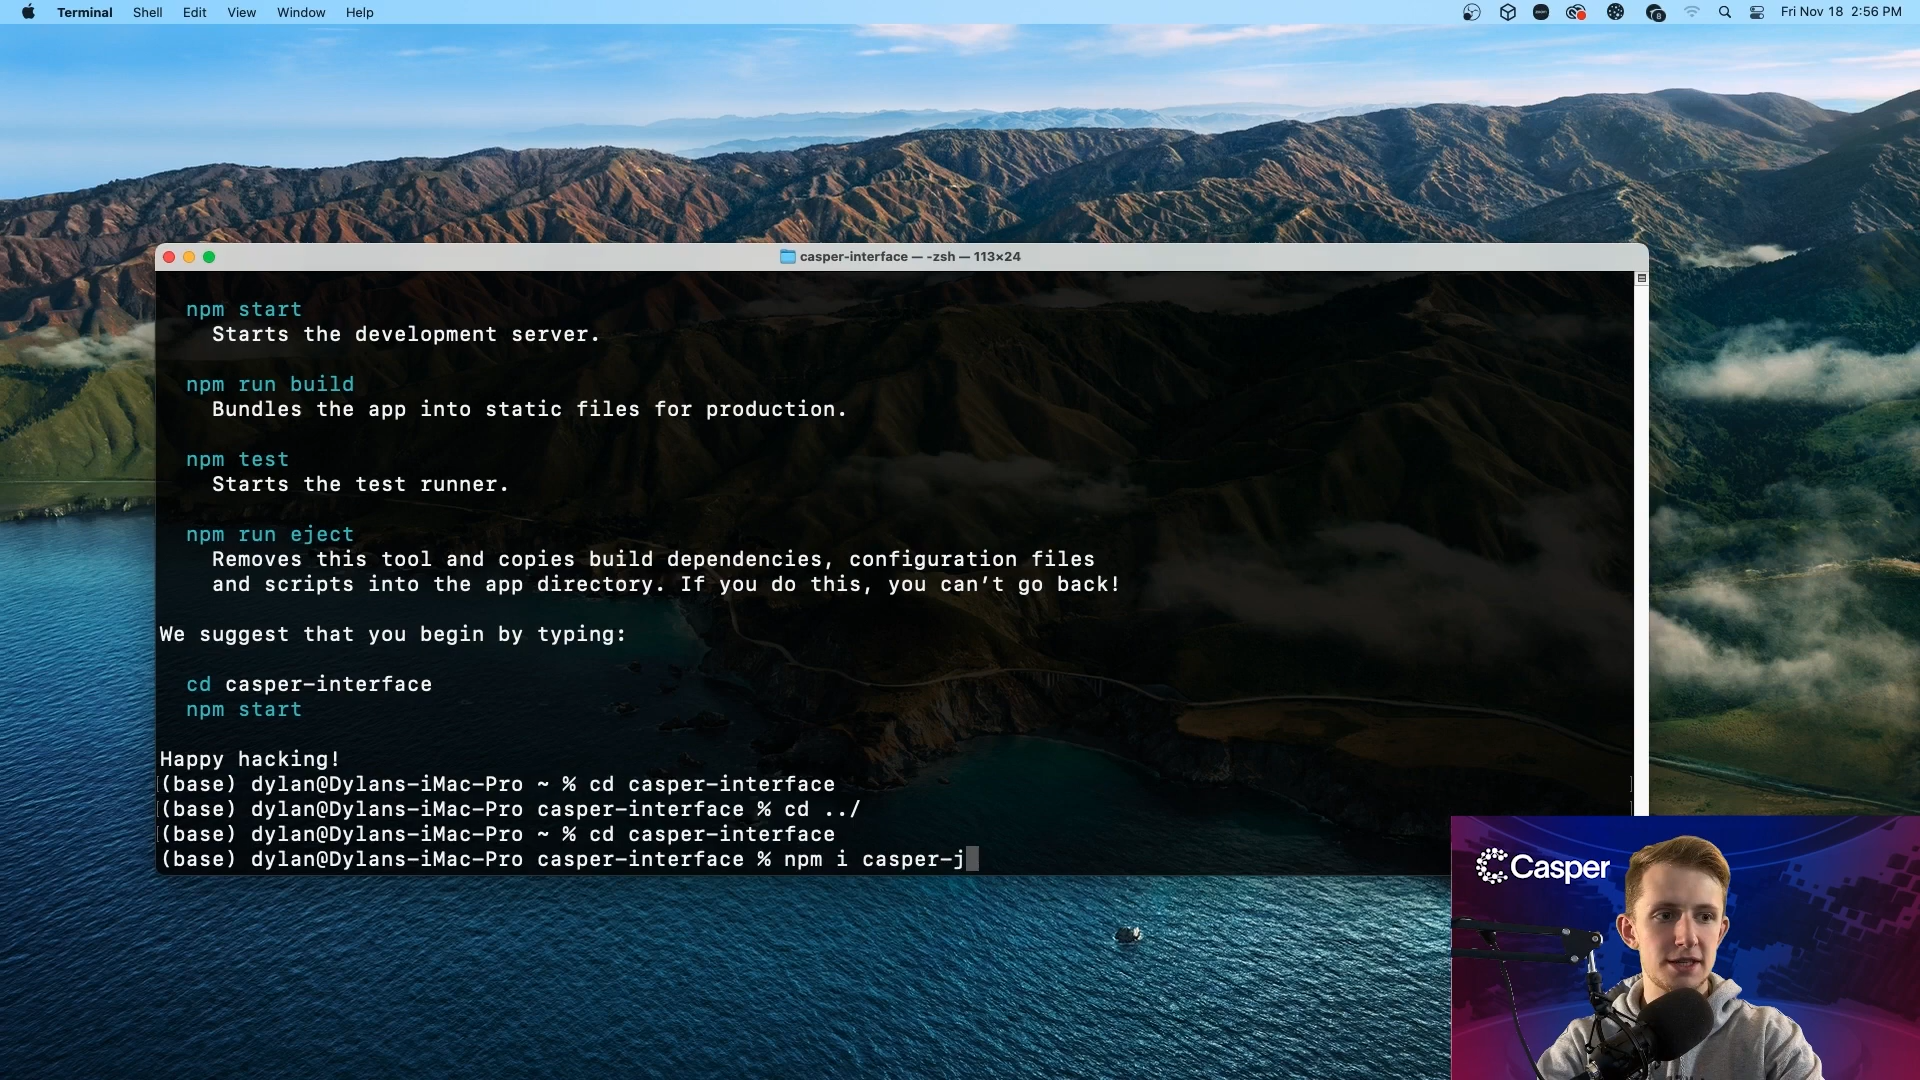 Terminal Shell Edit View Window Help Fri Nov 18 2:56 PM
casper-interface — -zsh — 113×24
npm start
Starts the development server.
npm run build
Bundles the app into static files for production.
npm test
Starts the test runner.
npm run eject
Removes this tool and copies build dependencies, configuration files
and scripts into the app directory. If you do this, you can’t go back!
We suggest that you begin by typing:
cd casper-interface
npm start
Happy hacking!
(base) dylan@Dylans-iMac-Pro ~ % cd casper-interface
(base) dylan@Dylans-iMac-Pro casper-interface % cd ../
(base) dylan@Dylans-iMac-Pro ~ % cd casper-interface
(base) dylan@Dylans-iMac-Pro casper-interface % npm i casper-j
Casper